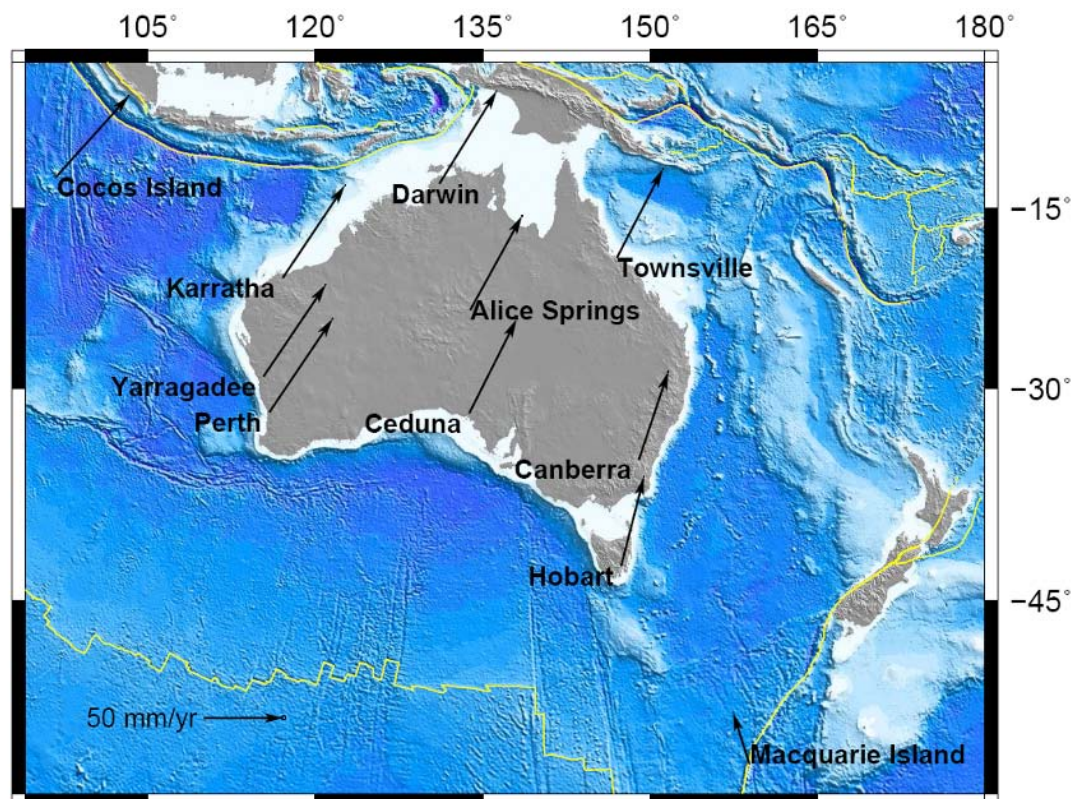 105° 120° 135° 150° 165° 180°
Cocos Island
Darwin
−15°
Karratha
Townsville
Alice Springs
Yarragadee
−30°
Perth
Ceduna
Canberra
Hobart
−45°
50 mm/yr
Macquarie Island